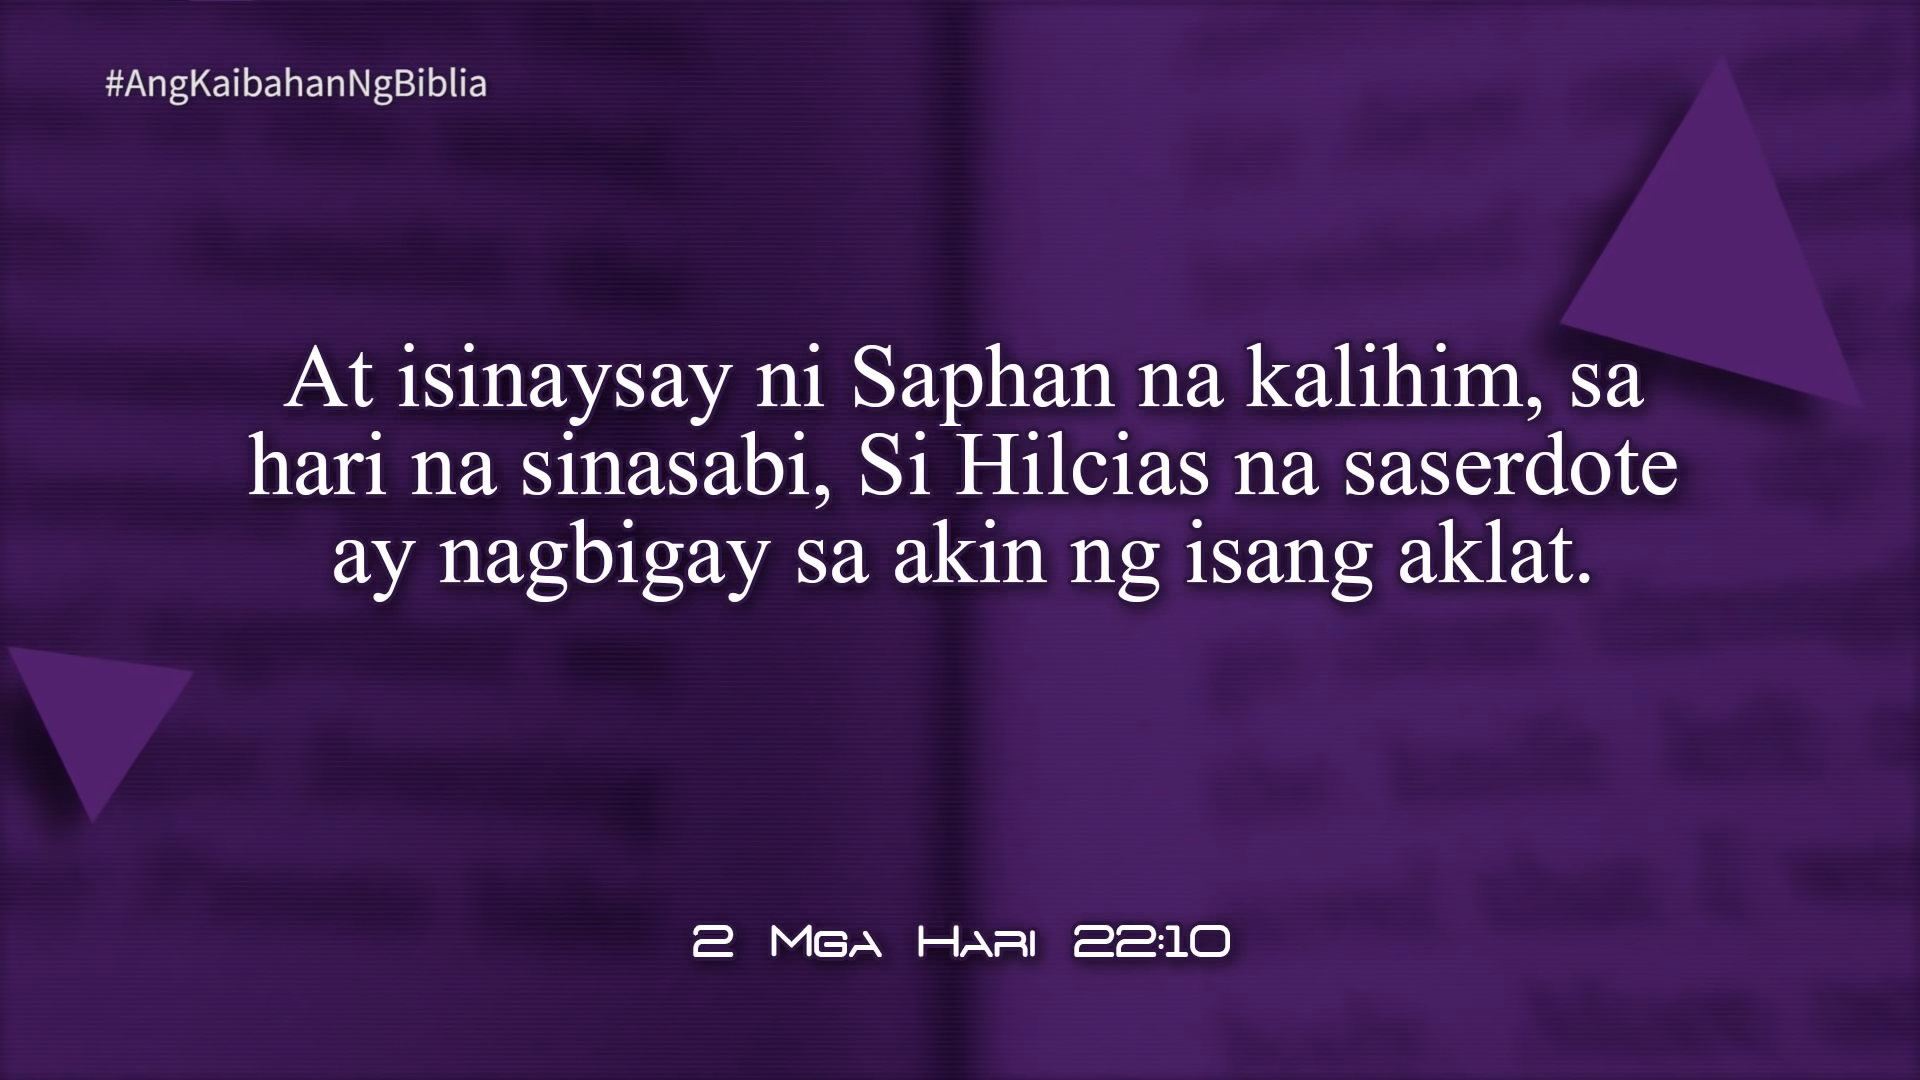 #AngKaibahanNgBiblia
At isinaysay ni Saphan na kalihim, sa
hari na sinasabi, Si Hilcias na saserdote
ay nagbigay sa akin ng isang aklat.
2 Mga Hari 22:10